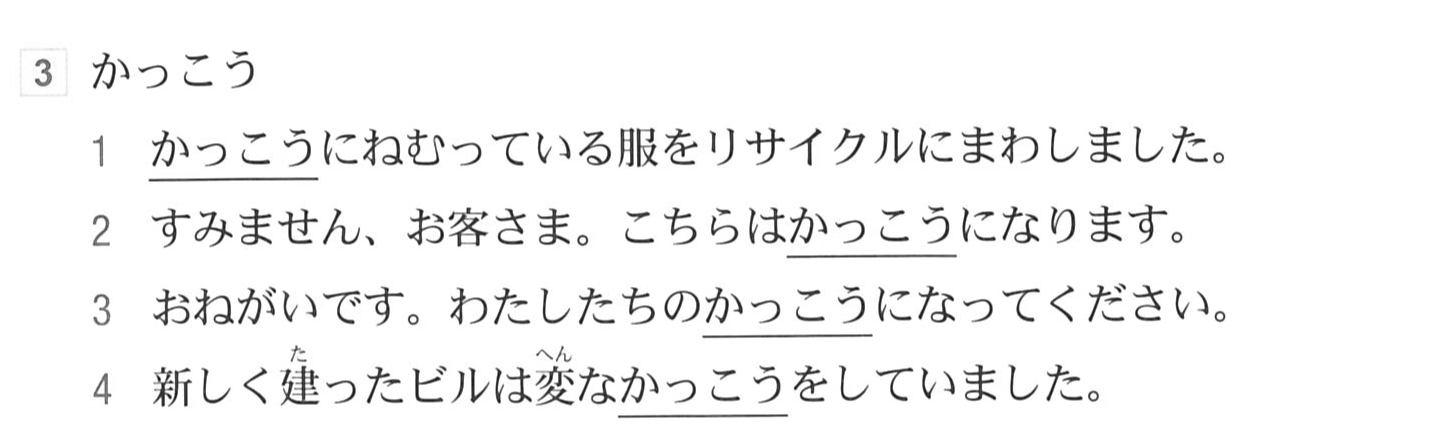 3 かっこう
1 かっこうにねむっている服をリサイクルにまわしました。
2 すみません、お客さま。こちらはかっこうになります。
3 おねがいです。わたしたちのかっこうになってください。
た へん
4 新しく建ったビルは変なかっこうをしていました。